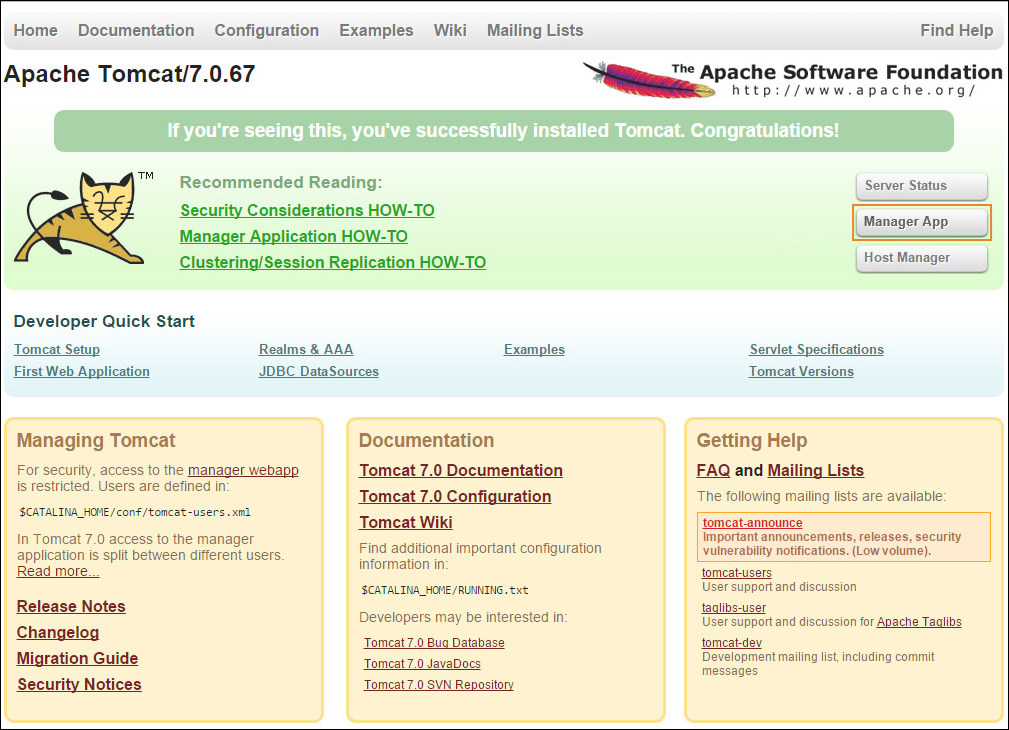 Home Documentation Configuration Examples Wiki Mailing Lists Find Help
Apache Tomcat/7.0.67
The Apache Software Foundation
http://www.apache.org/
If you're seeing this, you've successfully installed Tomcat. Congratulations!
TM
Recommended Reading:
Security Considerations HOW-TO
Manager Application HOW-TO
Clustering/Session Replication HOW-TO
Server Status
Manager App
Host Manager
Developer Quick Start
Tomcat Setup
First Web Application
Realms & AAA
JDBC DataSources
Examples
Servlet Specifications
Tomcat Versions
Managing Tomcat
For security, access to the manager webapp
is restricted. Users are defined in:
$CATALINA_HOME/conf/tomcat-users.xml
In Tomcat 7.0 access to the manager
application is split between different users.
Read more...
Release Notes
Changelog
Migration Guide
Security Notices
Documentation
Tomcat 7.0 Documentation
Tomcat 7.0 Configuration
Tomcat Wiki
Find additional important configuration
information in:
$CATALINA_HOME/RUNNING.txt
Developers may be interested in:
Tomcat 7.0 Bug Database
Tomcat 7.0 JavaDocs
Tomcat 7.0 SVN Repository
Getting Help
FAQ and Mailing Lists
The following mailing lists are available:
tomcat-announce
Important announcements, releases, security
vulnerability notifications. (Low volume).
tomcat-users
User support and discussion
taglibs-user
User support and discussion for Apache Taglibs
tomcat-dev
Development mailing list, including commit
messages